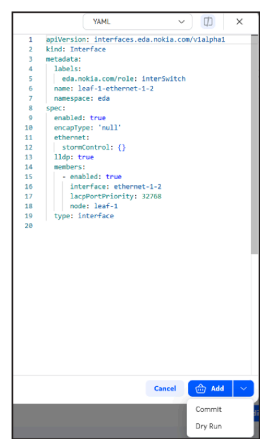 YAML
1 apiVersion: interfaces.eda.nokia.com/v1alpha1
2 kind: Interface
3 metadata:
4 labels:
5 eda.nokia.com/role: interSwitch
6 name: leaf-1-ethernet-1-2
7 namespace: eda
8 spec:
9 enabled: true
10 encapType: 'null'
11 ethernet:
12 stormControl: {}
13 lldp: true
14 members:
15 - enabled: true
16 interface: ethernet-1-2
17 lacpPortPriority: 32768
18 node: leaf-1
19 type: interface
20
Cancel Add
Commit
Dry Run